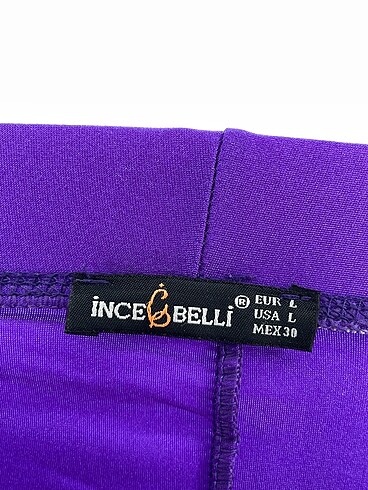 İNCE BELLİ®
EUR L
USA L
MEX 30